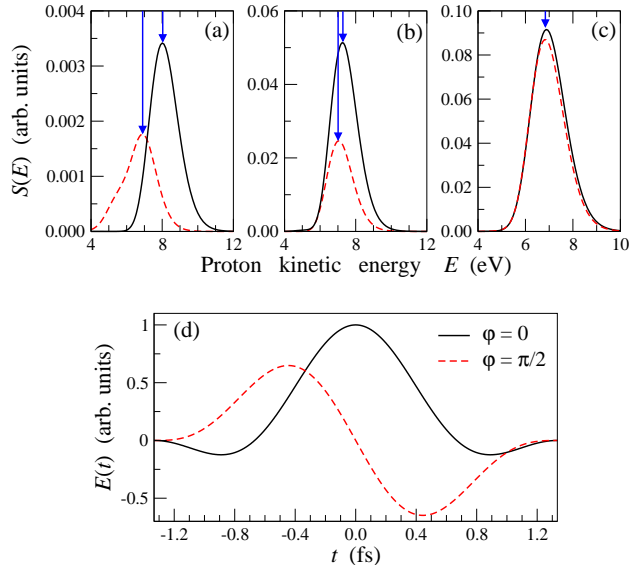 0.004
0.003
0.002
0.001
0.000
S(E) (arb. units)
(a)
4 8 12
0.06
0.04
0.02
0.00
(b)
4 8 12
0.10
0.08
0.06
0.04
0.02
0.00
(c)
4 6 8 10
Proton kinetic energy E (eV)
(d)
φ = 0
φ = π/2
1
0.5
0
-0.5
E(t) (arb. units)
-1.2 -0.8 -0.4 0.0 0.4 0.8 1.2
t (fs)